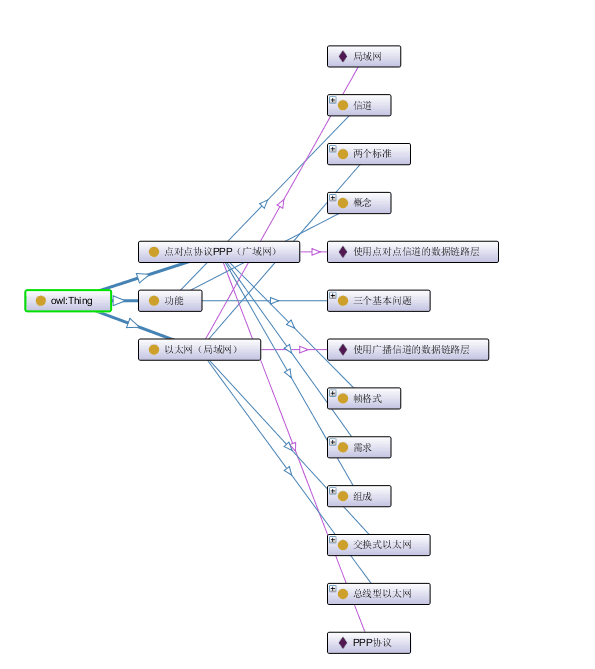 局域网
信道
两个标准
概念
点对点协议PPP（广域网）
使用点对点信道的数据链路层
owl:Thing
功能
三个基本问题
以太网（局域网）
使用广播信道的数据链路层
帧格式
需求
组成
交换式以太网
总线型以太网
PPP协议